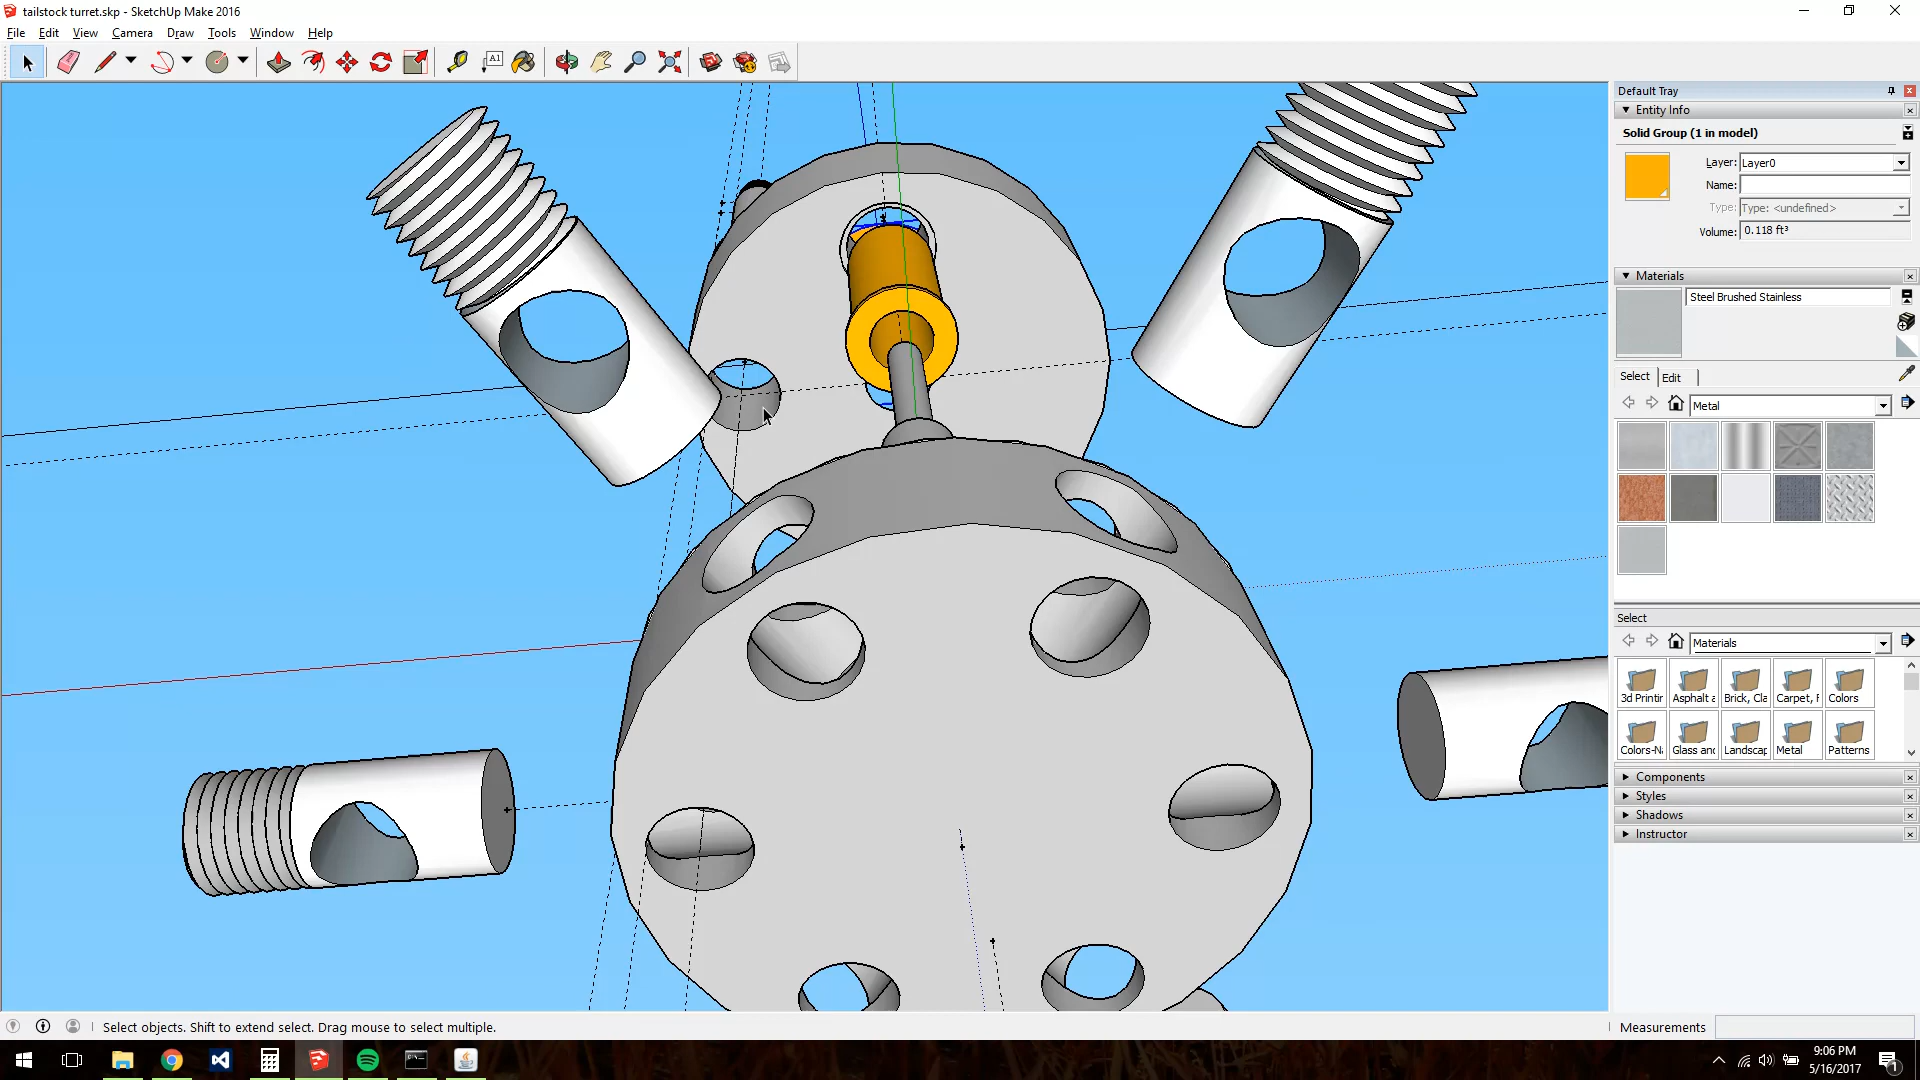 tailstock turret.skp - SketchUp Make 2016
File Edit View Camera Draw Tools Window Help
A1
Default Tray
Entity Info
Solid Group (1 in model)
Layer: Layer0
Name:
Type: Type: <undefined>
Volume: 0.118 ft³
Materials
Steel Brushed Stainless
Select Edit
Metal
Select
Materials
3d Printir Asphalt a Brick, Cla Carpet, F Colors
Colors-Na Glass and Landscap Metal Patterns
Components
Styles
Shadows
Instructor
Select objects. Shift to extend select. Drag mouse to select multiple.
Measurements
9:06 PM
5/16/2017
1